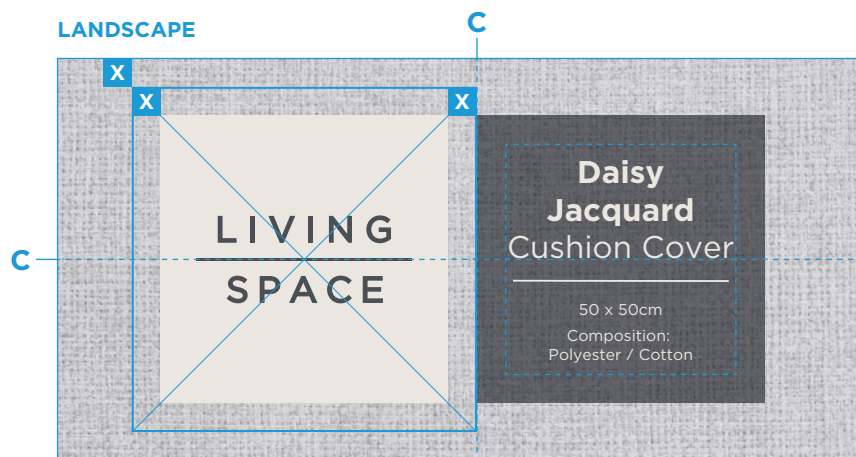 LANDSCAPE
C
X
X
X
LIVING
SPACE
C
Daisy
Jacquard
Cushion Cover
50 x 50cm
Composition:
Polyester / Cotton